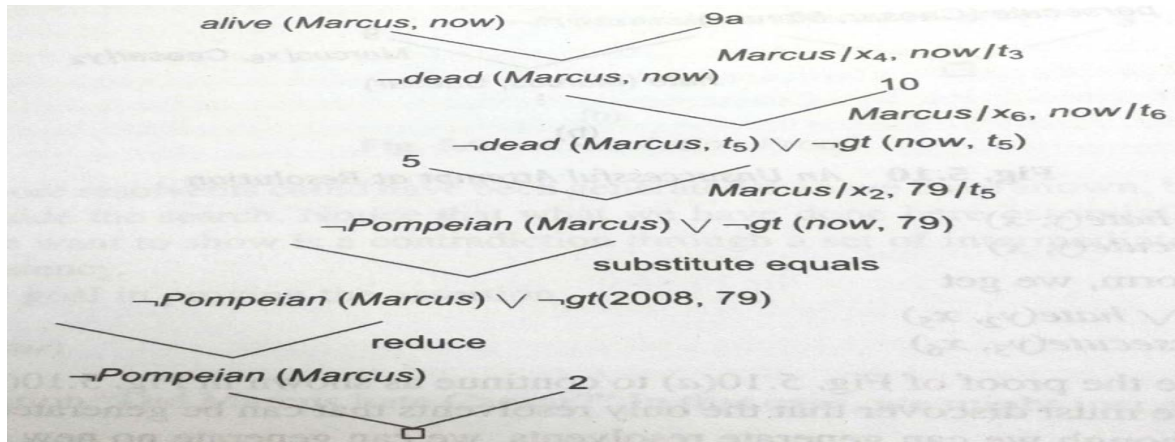 alive (Marcus, now) 9a
Marcus/x₄, now/t₃
¬dead (Marcus, now) 10
Marcus/x₆, now/t₆
5 ¬dead (Marcus, t₅) ∨ ¬gt (now, t₅)
Marcus/x₂, 79/t₅
¬Pompeian (Marcus) ∨ ¬gt (now, 79)
substitute equals
¬Pompeian (Marcus) ∨ ¬gt(2008, 79)
reduce
¬Pompeian (Marcus) 2